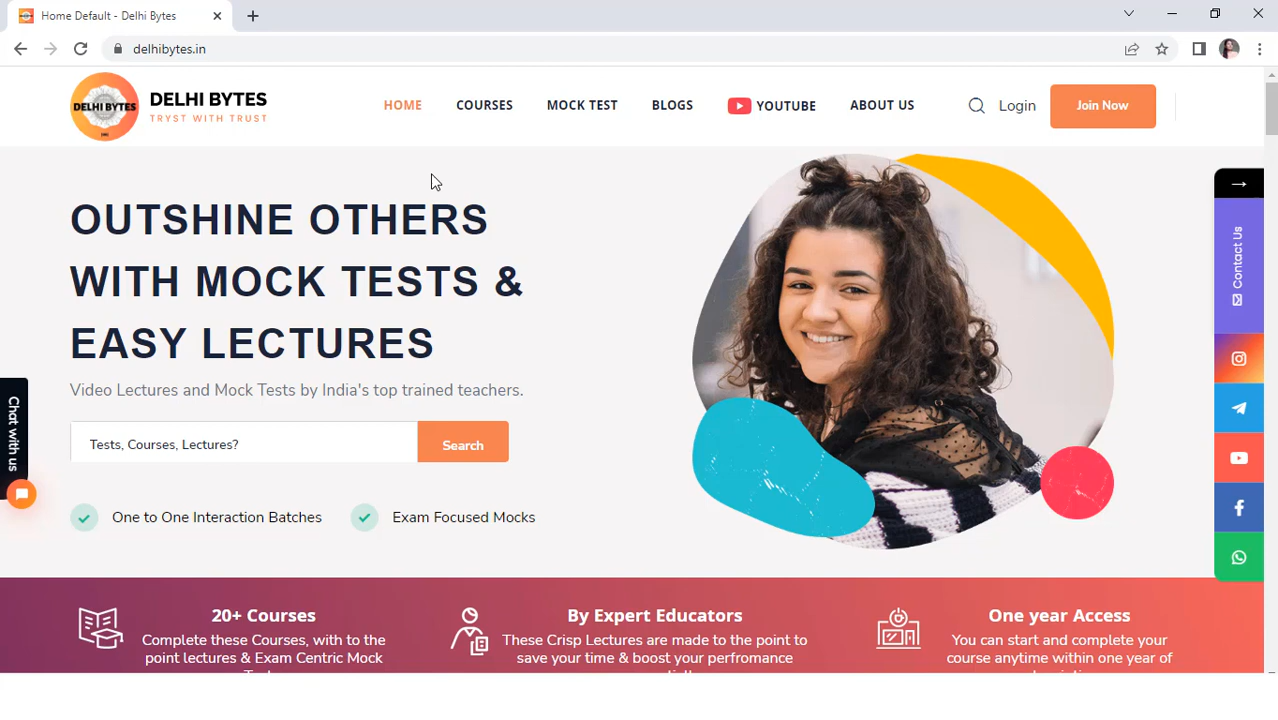 Home Default - Delhi Bytes
delhibytes.in
DELHI BYTES
DELHI BYTES
TRYST WITH TRUST
HOME
COURSES
MOCK TEST
BLOGS
YOUTUBE
ABOUT US
Login
Join Now
OUTSHINE OTHERS
WITH MOCK TESTS &
EASY LECTURES
Video Lectures and Mock Tests by India's top trained teachers.
Tests, Courses, Lectures?
Search
One to One Interaction Batches
Exam Focused Mocks
Chat with us
Contact Us
20+ Courses
Complete these Courses, with to the
point lectures & Exam Centric Mock
By Expert Educators
These Crisp Lectures are made to the point to
save your time & boost your perfromance
One year Access
You can start and complete your
course anytime within one year of